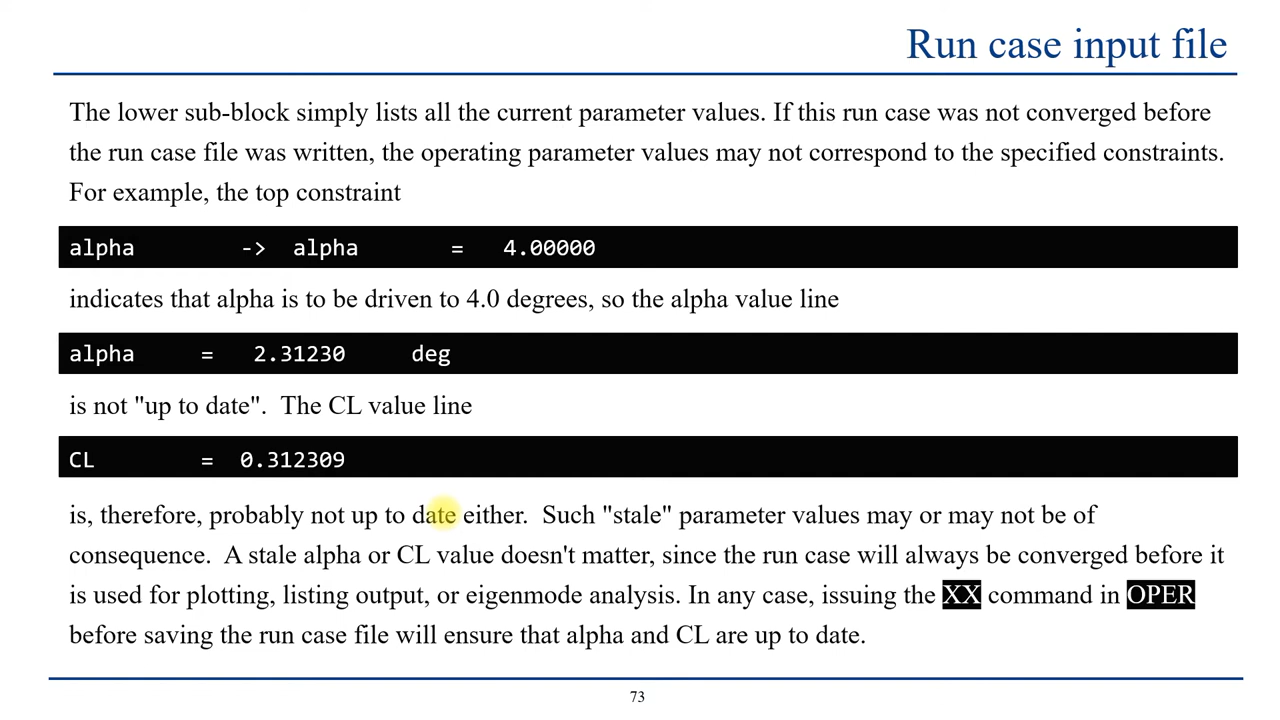 Run case input file
The lower sub-block simply lists all the current parameter values. If this run case was not converged before
the run case file was written, the operating parameter values may not correspond to the specified constraints.
For example, the top constraint
alpha -> alpha = 4.00000
indicates that alpha is to be driven to 4.0 degrees, so the alpha value line
alpha = 2.31230 deg
is not "up to date". The CL value line
CL = 0.312309
is, therefore, probably not up to date either. Such "stale" parameter values may or may not be of
consequence. A stale alpha or CL value doesn't matter, since the run case will always be converged before it
is used for plotting, listing output, or eigenmode analysis. In any case, issuing the XX command in OPER
before saving the run case file will ensure that alpha and CL are up to date.
73